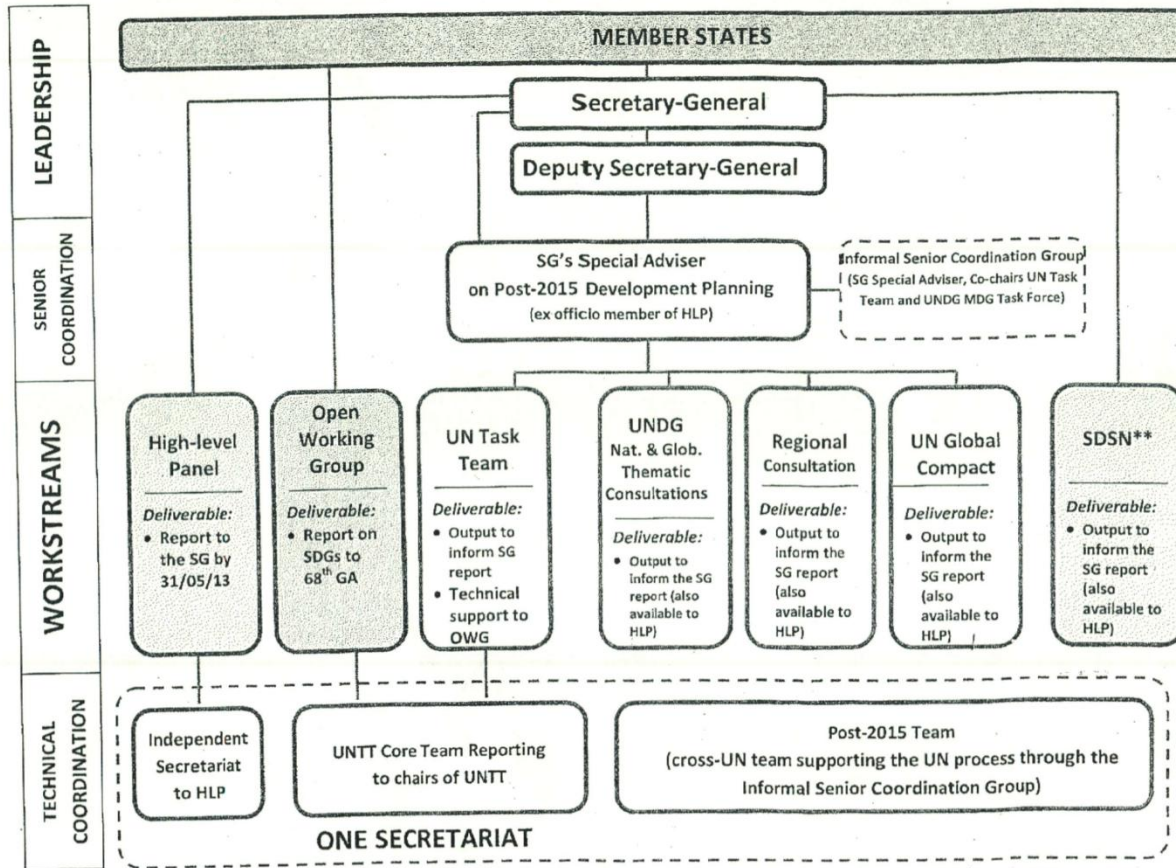 LEADERSHIP
MEMBER STATES
Secretary-General
Deputy Secretary-General
SENIOR
COORDINATION
SG's Special Adviser
on Post-2015 Development Planning
(ex officio member of HLP)
Informal Senior Coordination Group
(SG Special Adviser, Co-chairs UN Task
Team and UNDG MDG Task Force)
WORKSTREAMS
High-level
Panel
Deliverable:
• Report to
the SG by
31/05/13
Open
Working
Group
Deliverable:
• Report on
SDGs to
68th GA
UN Task
Team
Deliverable:
• Output to
inform SG
report
• Technical
support to
OWG
UNDG
Nat. & Glob.
Thematic
Consultations
Deliverable:
• Output to
inform the SG
report (also
available to
HLP)
Regional
Consultation
Deliverable:
• Output to
inform the
SG report
(also
available to
HLP)
UN Global
Compact
Deliverable:
• Output to
inform the
SG report
(also
available to
HLP)
SDSN**
Deliverable:
• Output to
inform the
SG report
(also
available to
HLP)
TECHNICAL
COORDINATION
Independent
Secretariat
to HLP
UNTT Core Team Reporting
to chairs of UNTT
Post-2015 Team
(cross-UN team supporting the UN process through the
Informal Senior Coordination Group)
ONE SECRETARIAT